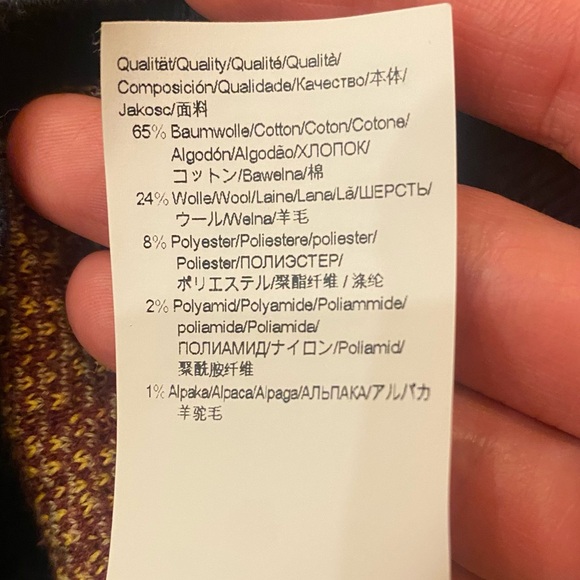 Qualität/Quality/Qualité/Qualità/
Composición/Qualidade/Качество/本体/
Jakosc/面料
65% Baumwolle/Cotton/Coton/Cotone/
Algodón/Algodão/ХЛОПОК/
コットン/Bawelna/棉
24% Wolle/Wool/Laine/Lana/Lã/ШЕРСТЬ/
ウール/Welna/羊毛
8% Polyester/Poliestere/poliester/
Poliester/ПОЛИЭСТЕР/
ポリエステル/聚酯纤维 / 涤纶
2% Polyamid/Polyamide/Poliammide/
poliamida/Poliamida/
ПОЛИАМИД/ナイロン/Poliamid/
聚酰胺纤维
1% Alpaka/Alpaca/Alpaga/АЛЬПАКА/アルパカ
羊驼毛